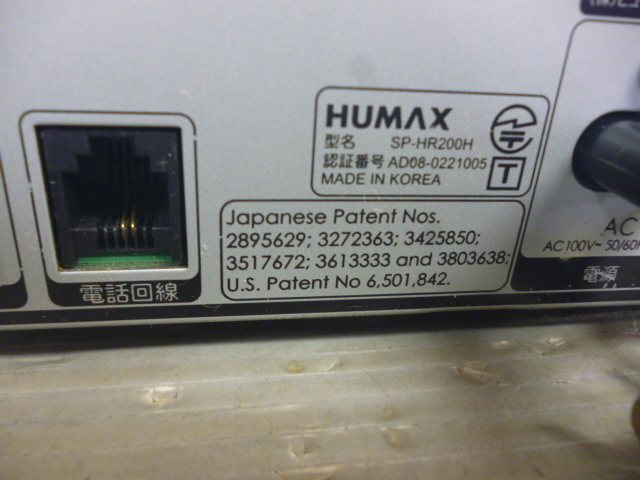 HUMAX
型名 SP-HR200H
認証番号 AD08-0221005
MADE IN KOREA
T
Japanese Patent Nos.
2895629; 3272363; 3425850;
3517672; 3613333 and 3803638;
U.S. Patent No 6,501,842.
電話回線
AC
AC100V~ 50/60
電源